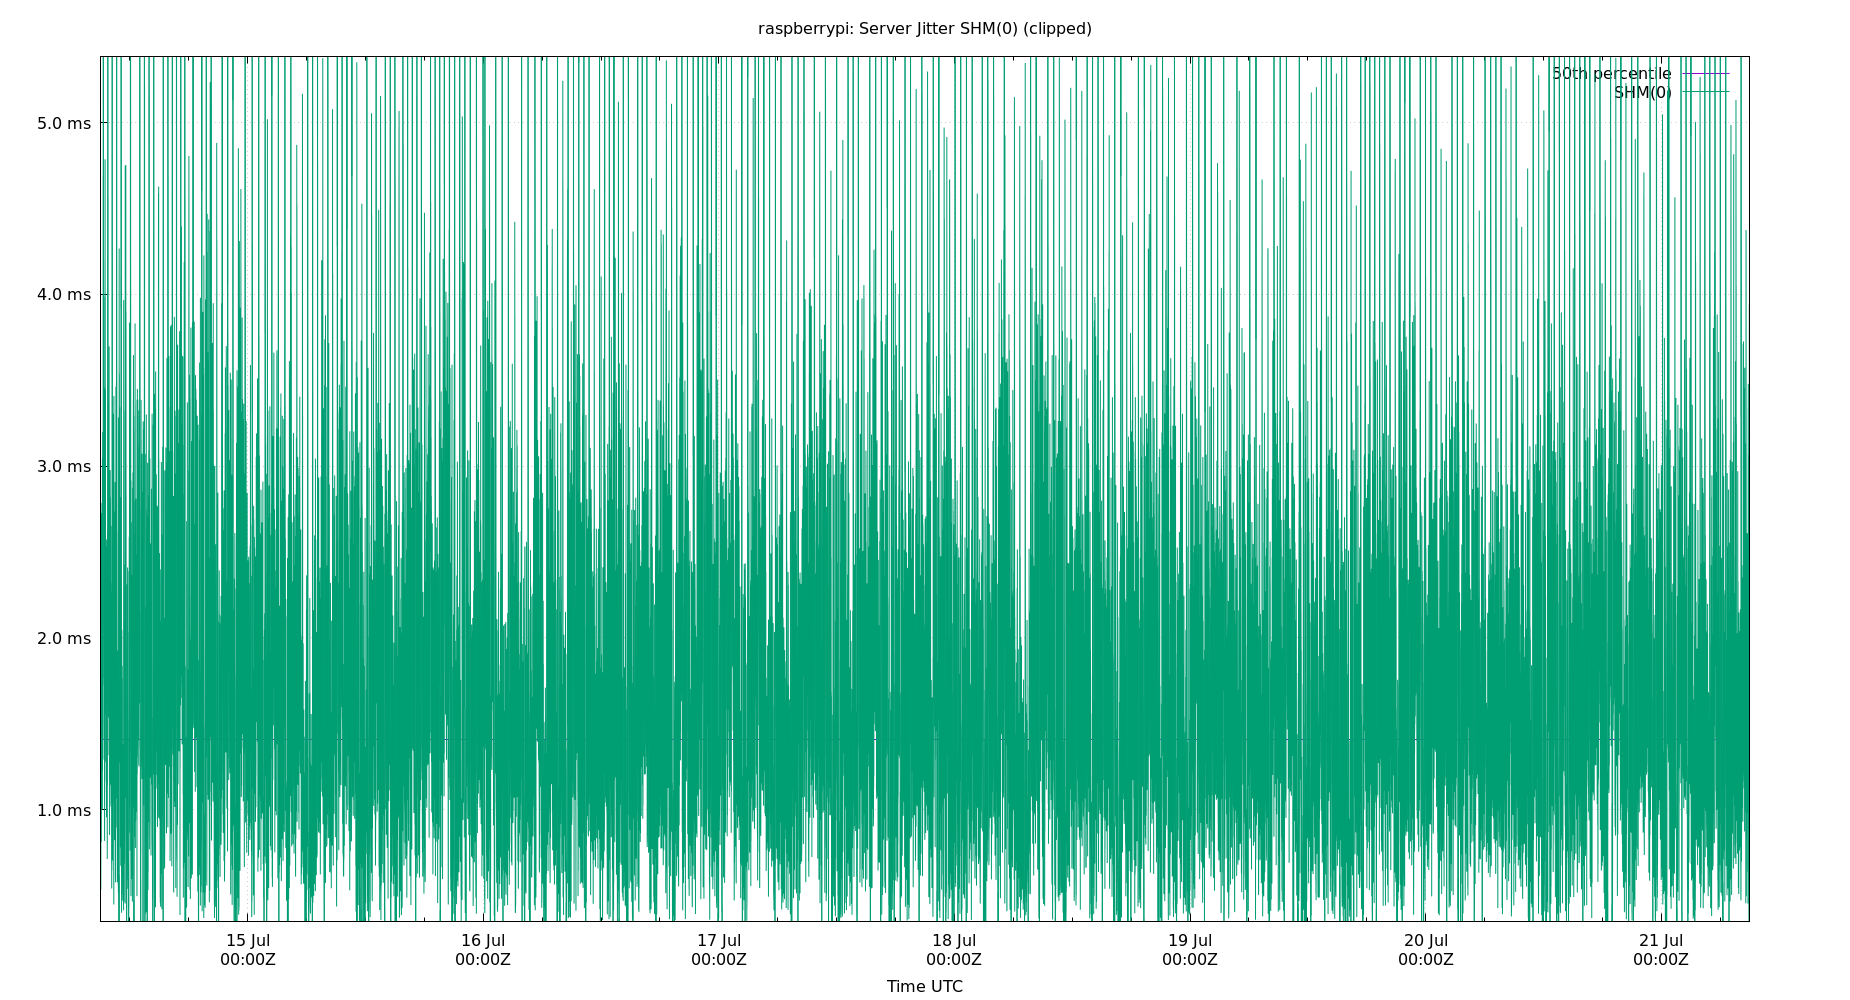 raspberrypi: Server Jitter SHM(0) (clipped)
50th percentile
SHM(0)
5.0 ms
4.0 ms
3.0 ms
2.0 ms
1.0 ms
15 Jul 16 Jul 17 Jul 18 Jul 19 Jul 20 Jul 21 Jul
00:00Z 00:00Z 00:00Z 00:00Z 00:00Z 00:00Z 00:00Z
Time UTC